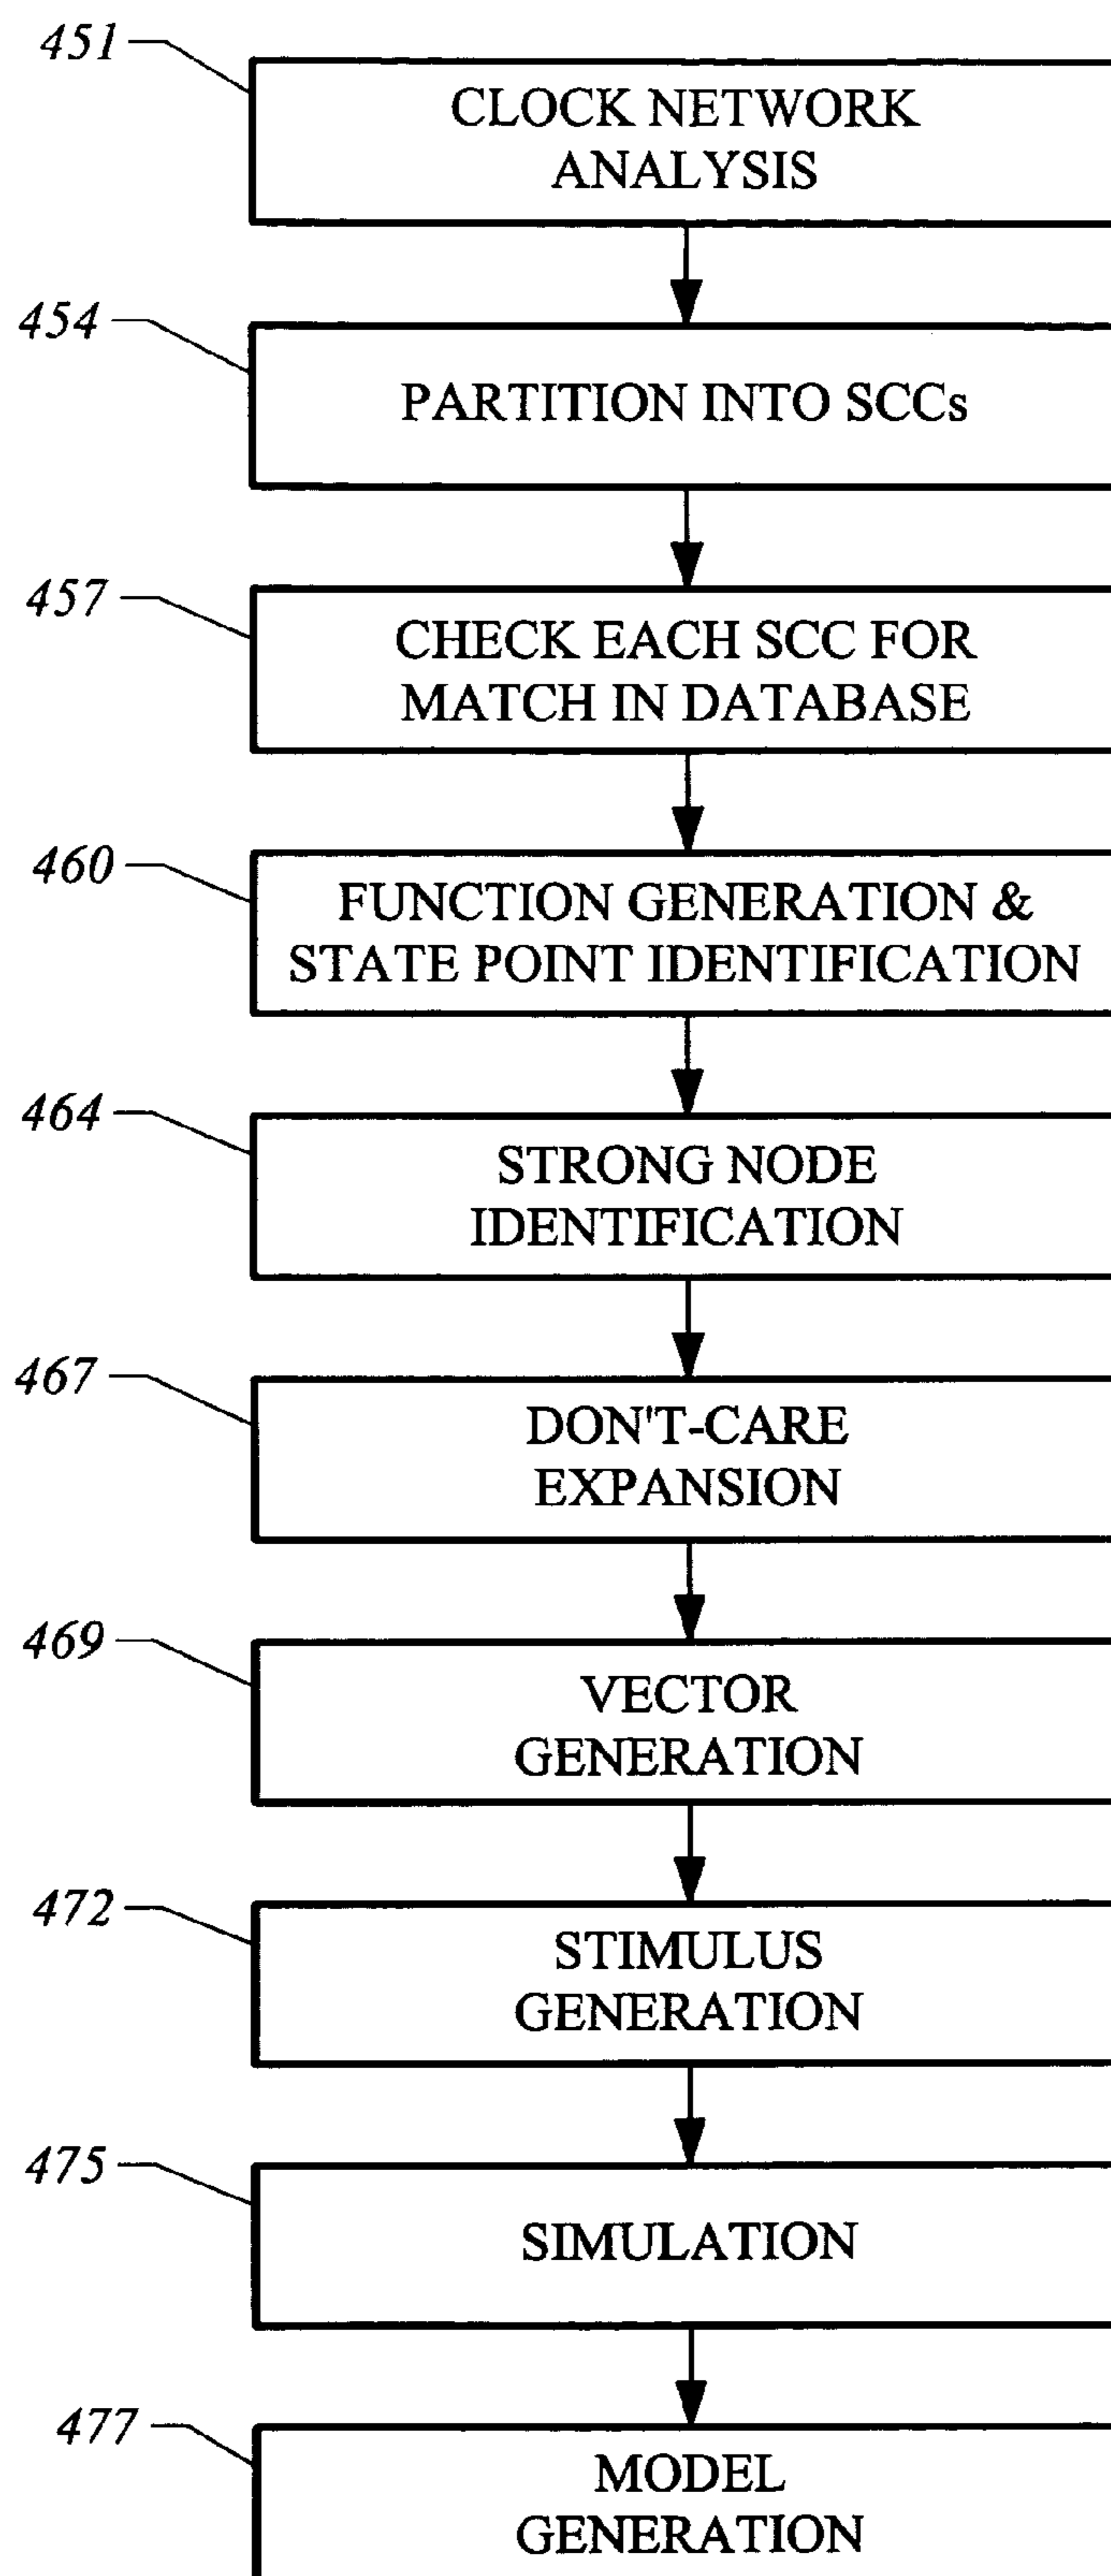 451
CLOCK NETWORK
ANALYSIS
454
PARTITION INTO SCCs
457
CHECK EACH SCC FOR
MATCH IN DATABASE
460
FUNCTION GENERATION &
STATE POINT IDENTIFICATION
464
STRONG NODE
IDENTIFICATION
467
DON'T-CARE
EXPANSION
469
VECTOR
GENERATION
472
STIMULUS
GENERATION
475
SIMULATION
477
MODEL
GENERATION